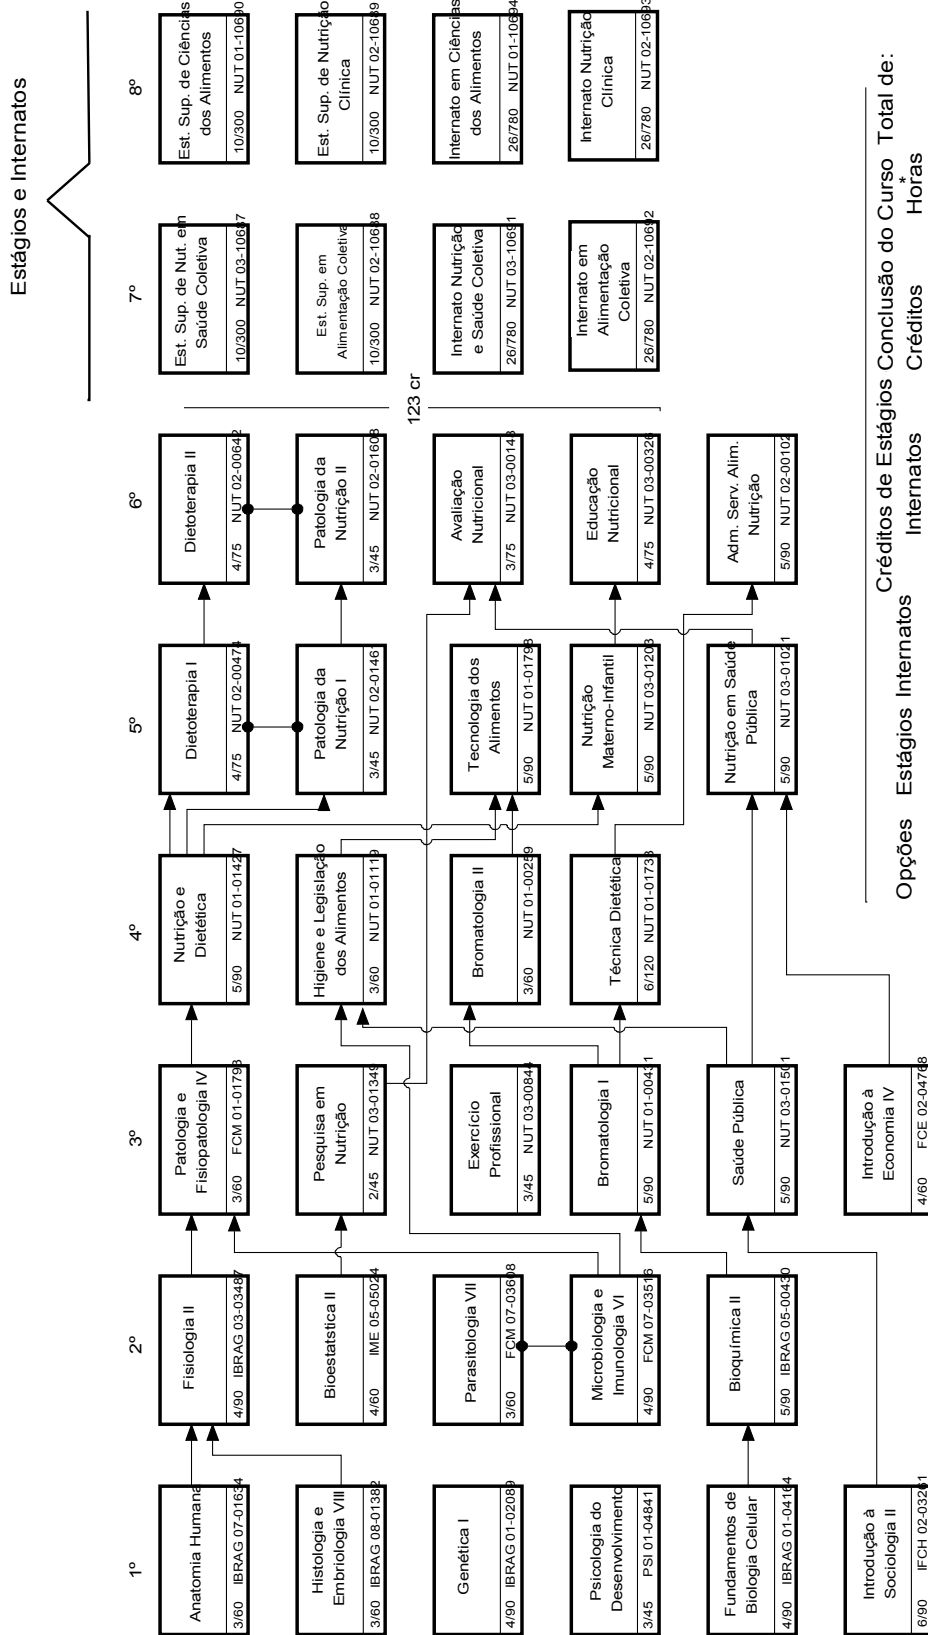 Estágios e Internatos
1º
2º
3º
4º
5º
6º
7º
8º
Anatomia Humana
3/60 IBRAG 07-01634
Fisiologia II
4/90 IBRAG 03-03487
Patologia e
Fisiopatologia IV
3/60 FCM 01-01793
Nutrição e
Dietética
5/90 NUT 01-01427
Dietoterapia I
4/75 NUT 02-00474
Dietoterapia II
4/75 NUT 02-00642
Est. Sup. de Nut. em
Saúde Coletiva
10/300 NUT 03-10687
Est. Sup. de Ciências
dos Alimentos
10/300 NUT 01-10690
Histologia e
Embriologia VIII
3/60 IBRAG 08-01382
Bioestatstica II
4/60 IME 05-05024
Pesquisa em
Nutrição
2/45 NUT 03-01349
Higiene e Legislação
dos Alimentos
3/60 NUT 01-01119
Patologia da
Nutrição I
3/45 NUT 02-01461
Patologia da
Nutrição II
3/45 NUT 02-01608
Est. Sup. em
Alimentação Coletiva
10/300 NUT 02-10688
Est. Sup. de Nutrição
Clínica
10/300 NUT 02-10689
123 cr
Genética I
4/90 IBRAG 01-02089
Parasitologia VII
3/60 FCM 07-03608
Exercício
Profissional
3/45 NUT 03-00844
Bromatologia II
3/60 NUT 01-00259
Tecnologia dos
Alimentos
5/90 NUT 01-01798
Avaliação
Nutricional
3/75 NUT 03-00143
Internato Nutrição
e Saúde Coletiva
26/780 NUT 03-10691
Internato em Ciências
dos Alimentos
26/780 NUT 01-10694
Psicologia do
Desenvolvimento
3/45 PSI 01-04841
Microbiologia e
Imunologia VI
4/90 FCM 07-03516
Bromatologia I
5/90 NUT 01-00431
Técnica Dietética
6/120 NUT 01-01733
Nutrição
Materno-Infantil
5/90 NUT 03-01203
Educação
Nutricional
4/75 NUT 03-00326
Internato em
Alimentação
Coletiva
26/780 NUT 02-10692
Internato Nutrição
Clínica
26/780 NUT 02-10693
Fundamentos de
Biologia Celular
4/90 IBRAG 01-04164
Bioquímica II
5/90 IBRAG 05-00430
Saúde Pública
5/90 NUT 03-01501
Nutrição em Saúde
Pública
5/90 NUT 03-01021
Adm. Serv. Alim.
Nutrição
5/90 NUT 02-00102
Introdução à
Sociologia II
6/90 IFCH 02-03261
Introdução à
Economia IV
4/60 FCE 02-04768
Créditos de Estágios Conclusão do Curso Total de:
Opções Estágios Internatos Internatos Créditos Horas*